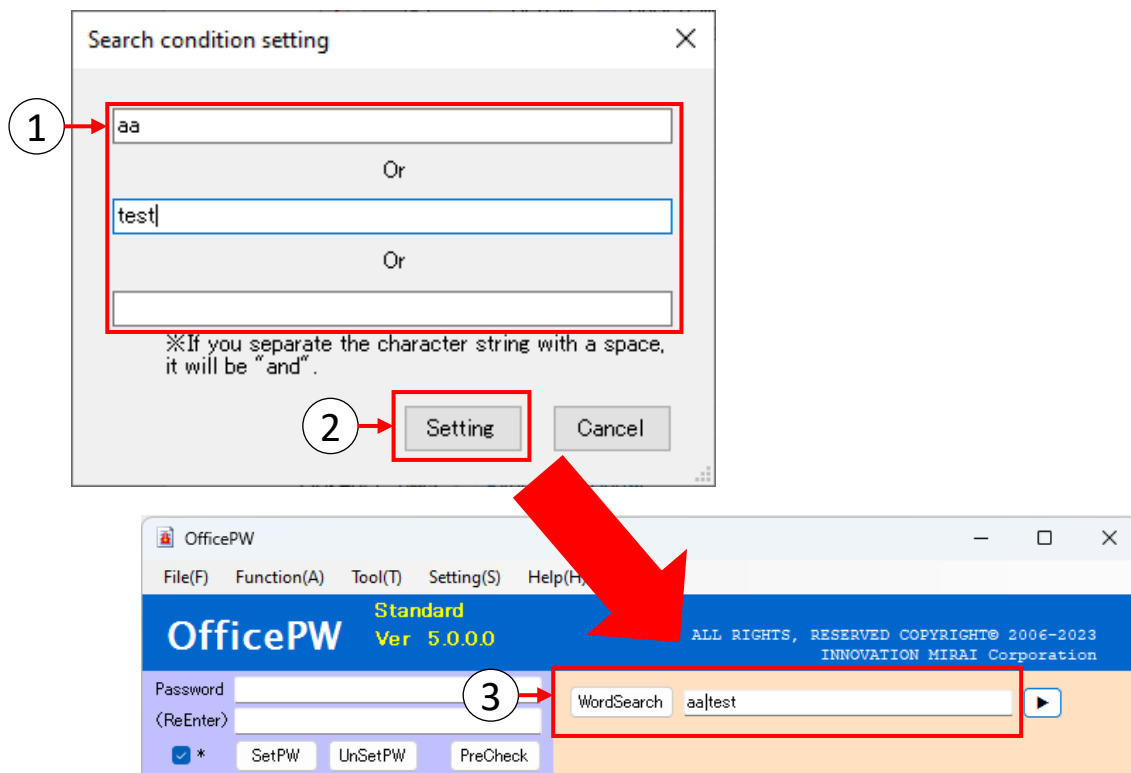 Search condition setting
1
aa
Or
test
Or
※If you separate the character string with a space,
it will be "and".
2
Setting
Cancel
OfficePW
File(F) Function(A) Tool(T) Setting(S) Help(H)
OfficePW
Standard
Ver 5.0.0.0
ALL RIGHTS, RESERVED COPYRIGHT© 2006-2023
INNOVATION MIRAI Corporation
Password
(ReEnter)
3
WordSearch aa|test ▶
* SetPW UnSetPW PreCheck